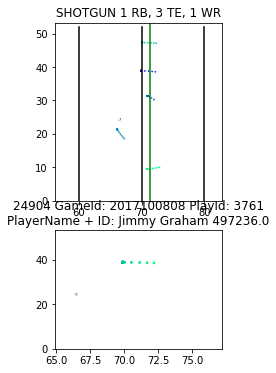 SHOTGUN 1 RB, 3 TE, 1 WR
50
40
30
20
10
0
60 70 80
24904 GameId: 2017100808 PlayId: 3761
PlayerName + ID: Jimmy Graham 497236.0
40
20
0
65.0 67.5 70.0 72.5 75.0